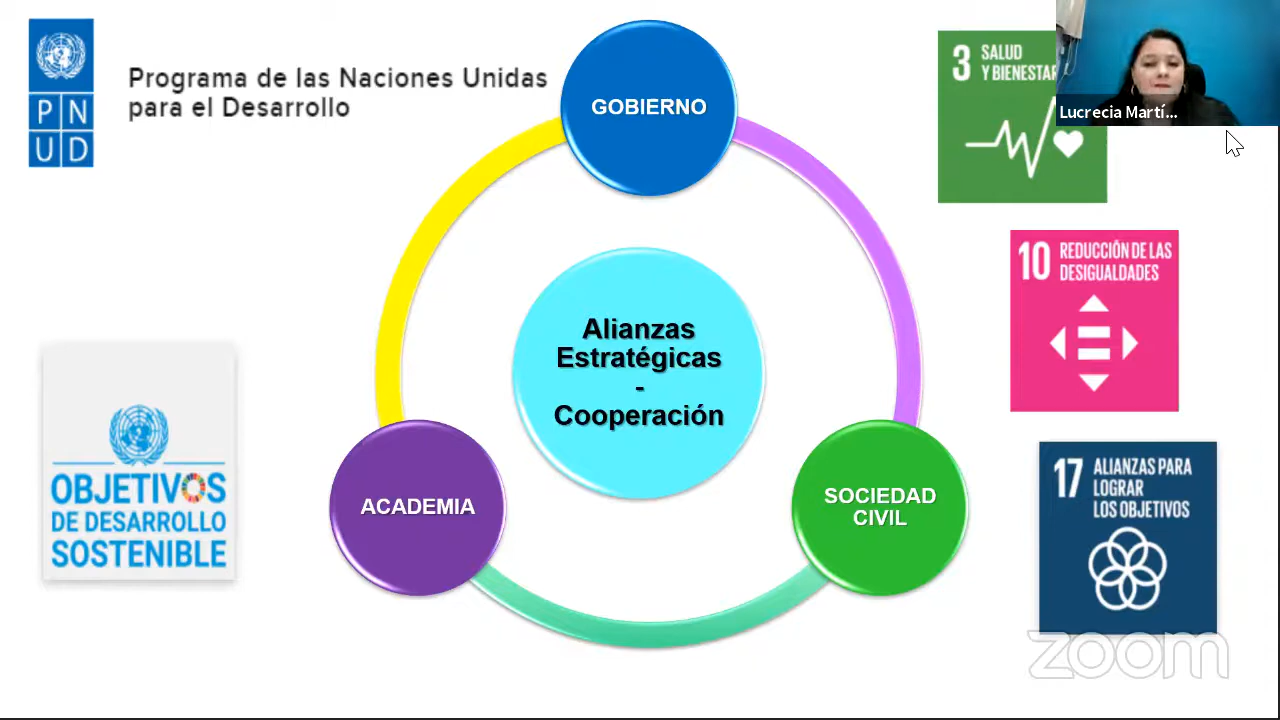 Programa de las Naciones Unidas
para el Desarrollo
P N
U D
GOBIERNO
3 SALUD
Y BIENESTAR
Lucrecia Martí...
10 REDUCCIÓN DE LAS
DESIGUALDADES
Alianzas
Estratégicas
-
Cooperación
OBJETIVOS
DE DESARROLLO
SOSTENIBLE
ACADEMIA
SOCIEDAD
CIVIL
17 ALIANZAS PARA
LOGRAR
LOS OBJETIVOS
zoom